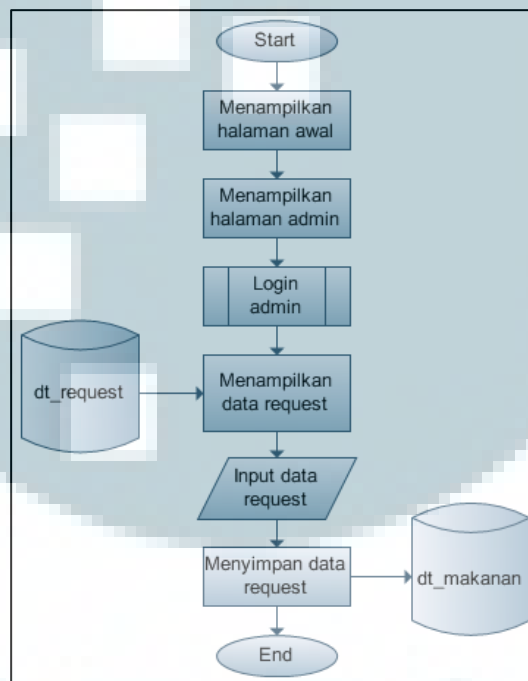 Start
Menampilkan
halaman awal
Menampilkan
halaman admin
Login
admin
dt_request
Menampilkan
data request
Input data
request
Menyimpan data
request
dt_makanan
End